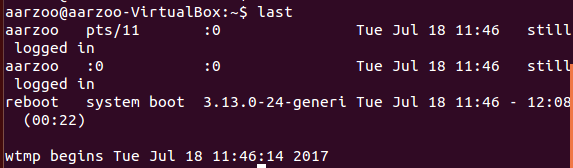 aarzoo@aarzoo-VirtualBox:~$ last
aarzoo   pts/11       :0               Tue Jul 18 11:46   still
 logged in
aarzoo   :0           :0               Tue Jul 18 11:46   still
 logged in
reboot   system boot  3.13.0-24-generi Tue Jul 18 11:46 - 12:08
  (00:22)
wtmp begins Tue Jul 18 11:46:14 2017